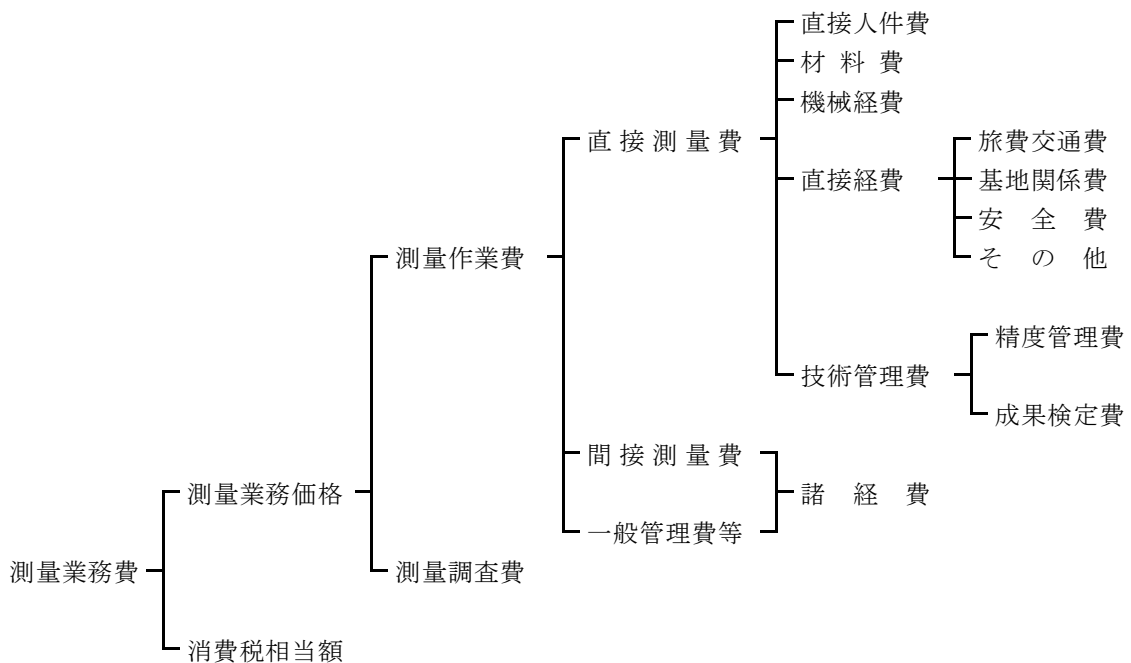 直接人件費
材料費
機械経費
直接測量費
旅費交通費
直接経費
基地関係費
安全費
測量作業費
その他
精度管理費
技術管理費
成果検定費
間接測量費
測量業務価格
諸経費
一般管理費等
測量業務費
測量調査費
消費税相当額